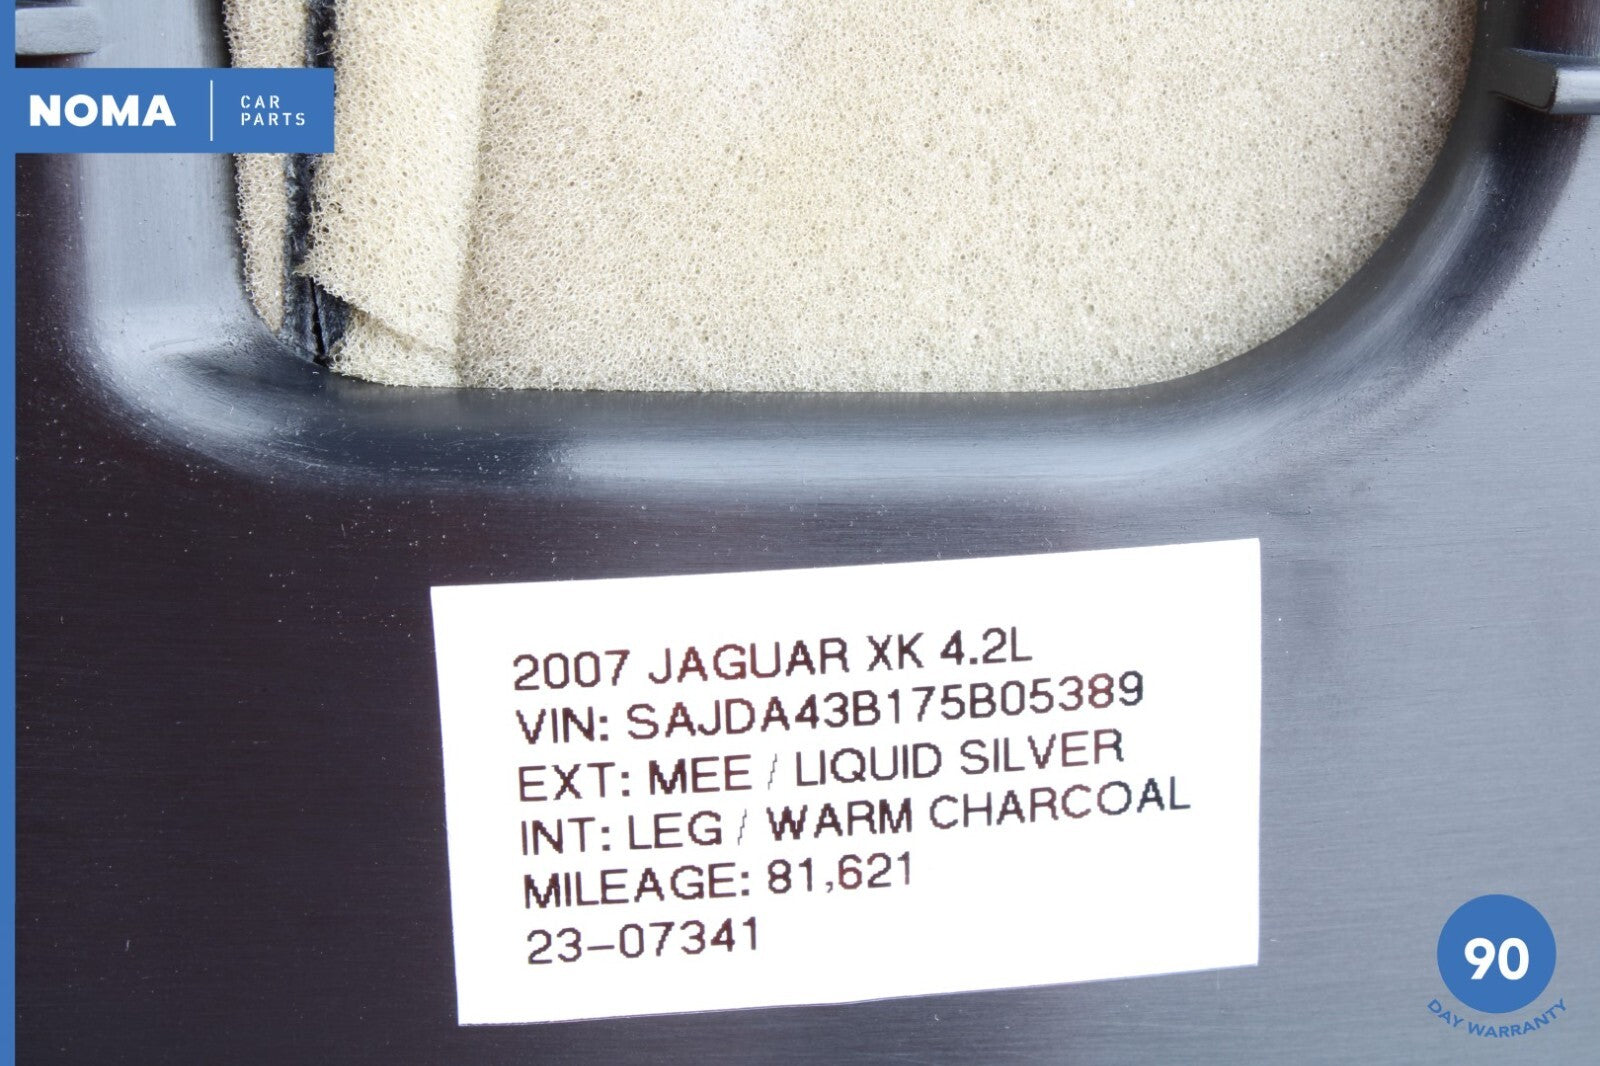 NOMA
CAR
PARTS
2007 JAGUAR XK 4.2L
VIN: SAJDA43B175B05389
EXT: MEE / LIQUID SILVER
INT: LEG / WARM CHARCOAL
MILEAGE: 81,621
23-07341
90
DAY WARRANTY